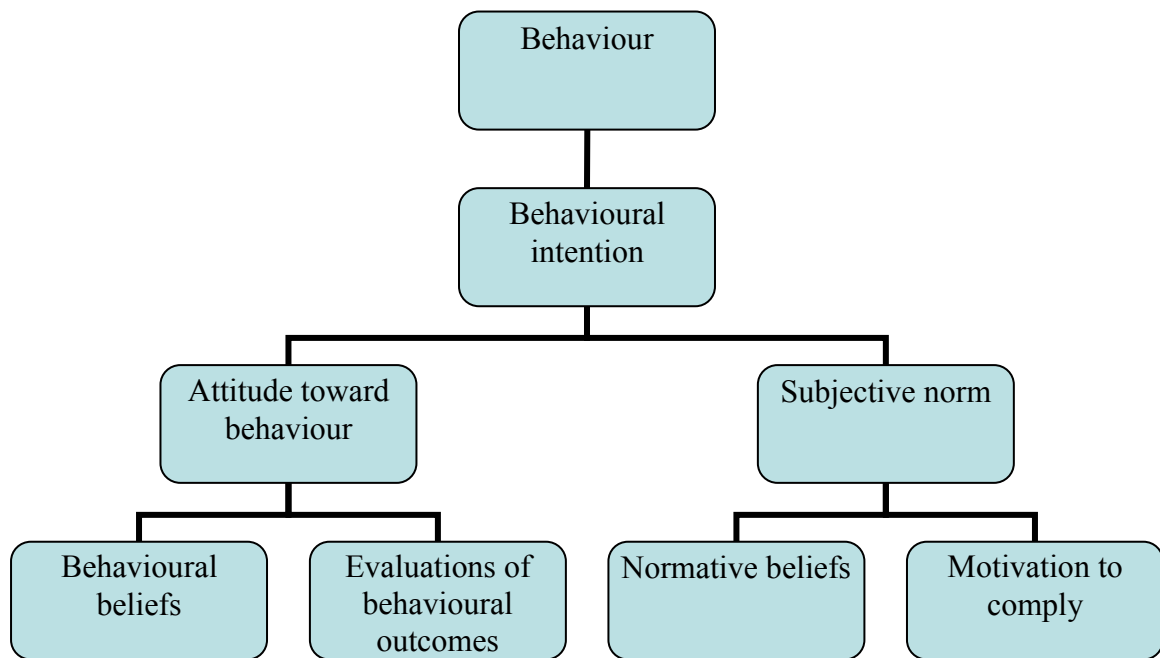 Behaviour
Behavioural
intention
Attitude toward
behaviour
Subjective norm
Behavioural
beliefs
Evaluations of
behavioural
outcomes
Normative beliefs
Motivation to
comply